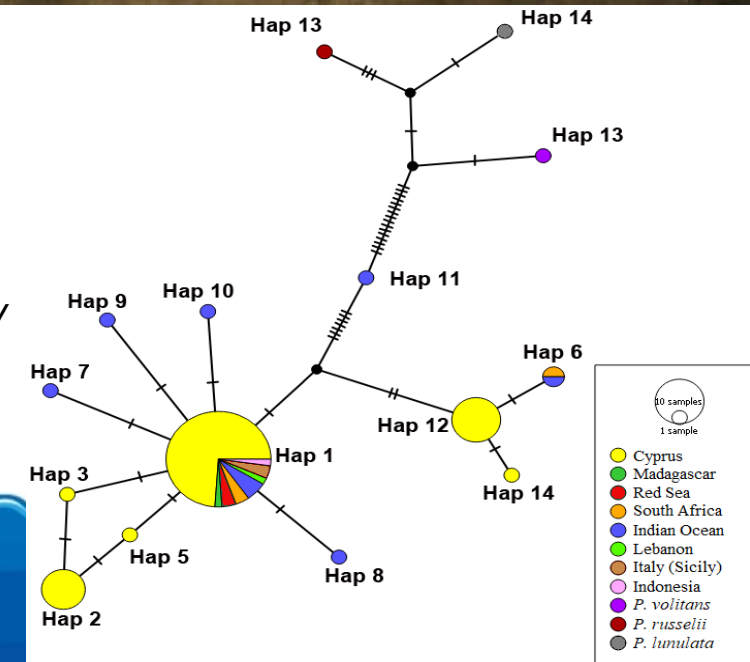 Hap 13
Hap 14
Hap 13
Hap 11
Hap 9
Hap 10
Hap 7
Hap 6
Hap 12
Hap 1
Hap 3
Hap 14
Hap 5
Hap 8
Hap 2
10 samples
1 sample
Cyprus
Madagascar
Red Sea
South Africa
Indian Ocean
Lebanon
Italy (Sicily)
Indonesia
P. volitans
P. russelii
P. lunulata